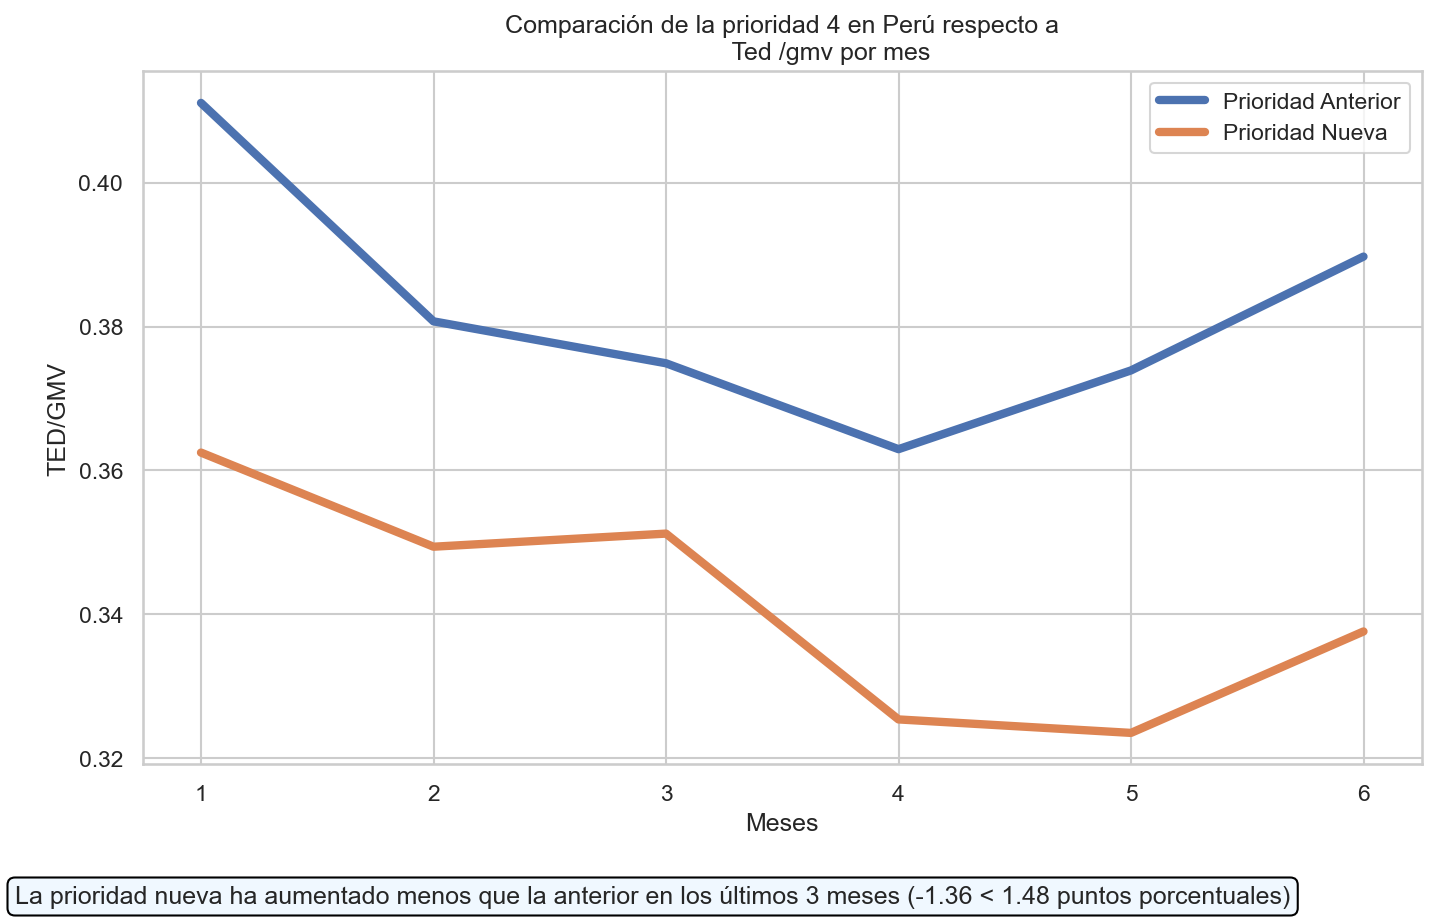 Comparación de la prioridad 4 en Perú respecto a
Ted /gmv por mes
Prioridad Anterior
Prioridad Nueva
0.40
0.38
0.36
0.34
0.32
TED/GMV
1 2 3 4 5 6
Meses
La prioridad nueva ha aumentado menos que la anterior en los últimos 3 meses (-1.36 < 1.48 puntos porcentuales)